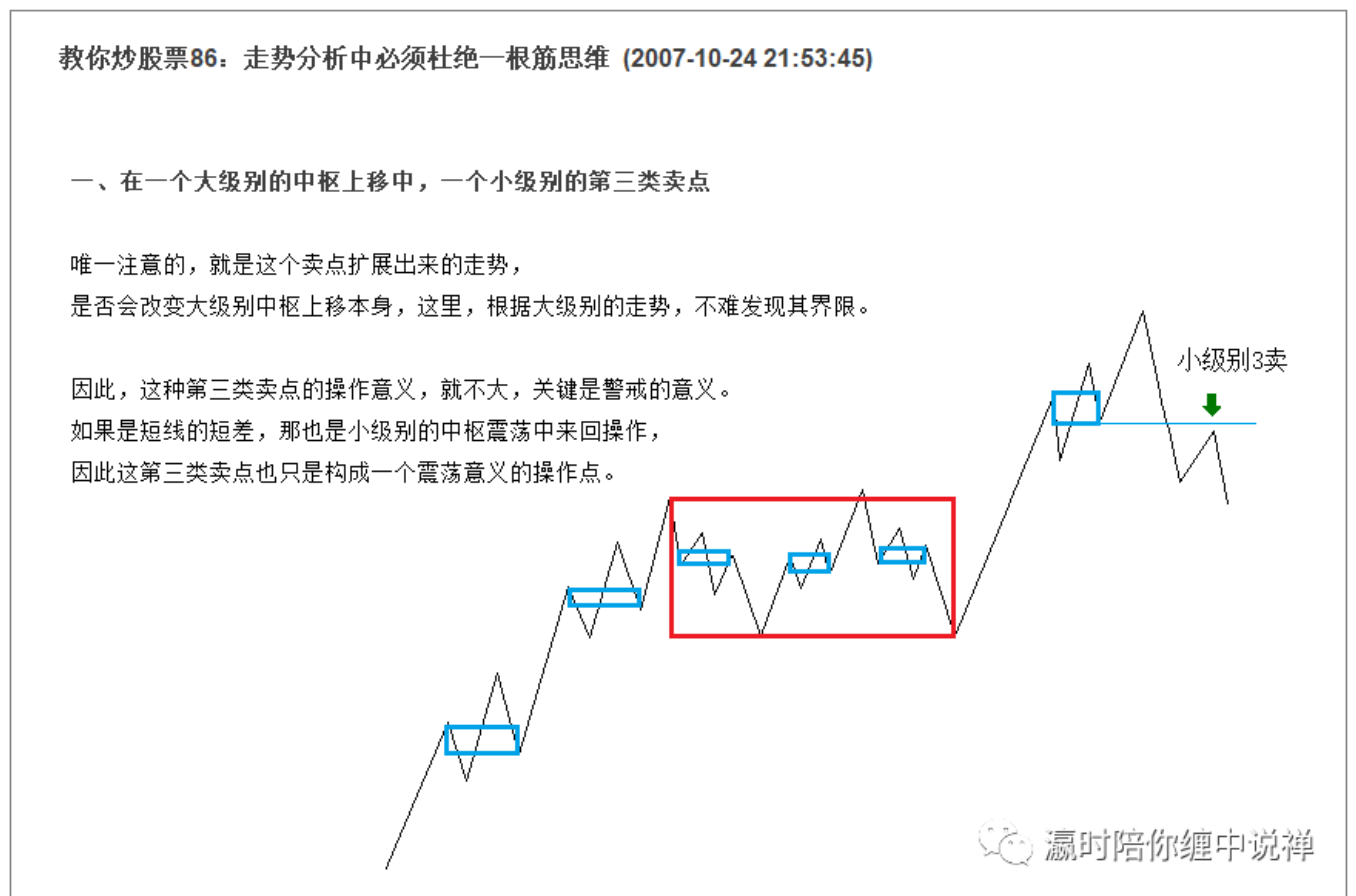 教你炒股票86：走势分析中必须杜绝一根筋思维 (2007-10-24 21:53:45)
一、在一个大级别的中枢上移中，一个小级别的第三类卖点
唯一注意的，就是这个卖点扩展出来的走势，
是否会改变大级别中枢上移本身，这里，根据大级别的走势，不难发现其界限。
因此，这种第三类卖点的操作意义，就不大，关键是警戒的意义。
如果是短线的短差，那也是小级别的中枢震荡中来回操作，
因此这第三类卖点也只是构成一个震荡意义的操作点。
小级别3卖
瀛时陪你缠中说禅